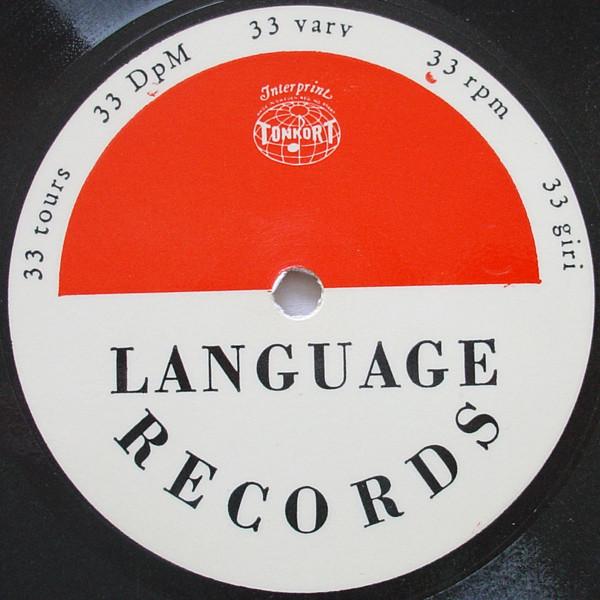 33 tours
33 DpM
33 varv
33 rpm
33 giri
Interprint
TONKORT
LANGUAGE
RECORDS